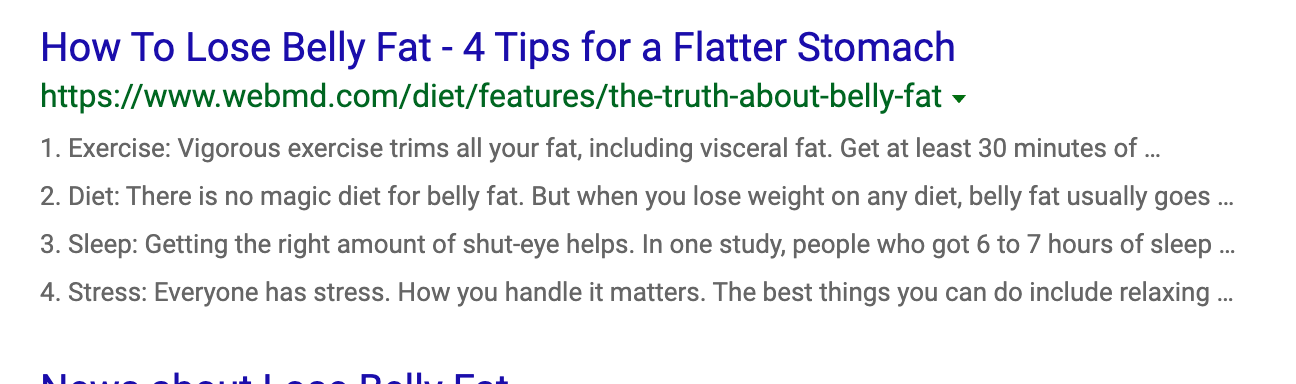 How To Lose Belly Fat - 4 Tips for a Flatter Stomach
https://www.webmd.com/diet/features/the-truth-about-belly-fat
1. Exercise: Vigorous exercise trims all your fat, including visceral fat. Get at least 30 minutes of ...
2. Diet: There is no magic diet for belly fat. But when you lose weight on any diet, belly fat usually goes ...
3. Sleep: Getting the right amount of shut-eye helps. In one study, people who got 6 to 7 hours of sleep ...
4. Stress: Everyone has stress. How you handle it matters. The best things you can do include relaxing ...
News about Lose Belly Fat